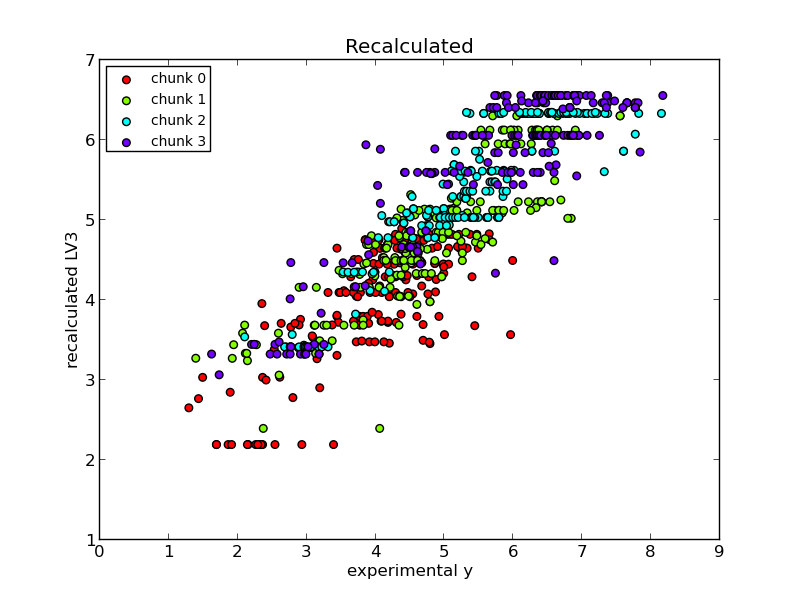 Recalculated
chunk 0
chunk 1
chunk 2
chunk 3
7
6
5
4
3
2
1
recalculated LV3
0 1 2 3 4 5 6 7 8 9
experimental y